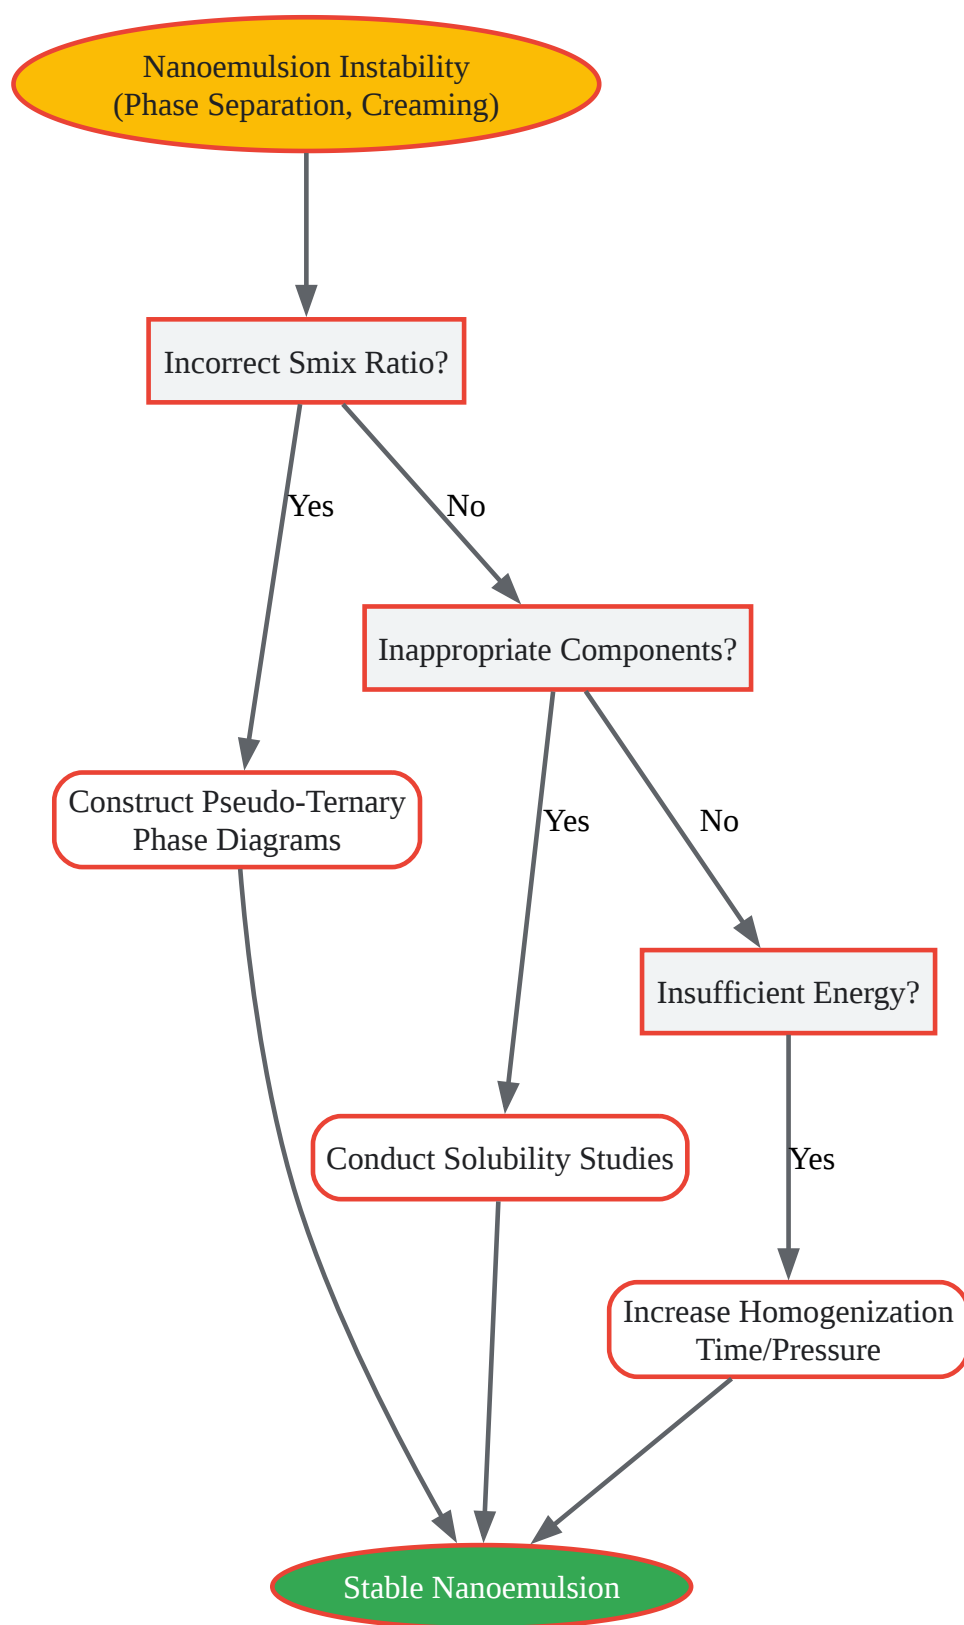 Nanoemulsion Instability
(Phase Separation, Creaming)
Incorrect Smix Ratio?
Yes
No
Inappropriate Components?
Construct Pseudo-Ternary
Phase Diagrams
Yes
No
Insufficient Energy?
Conduct Solubility Studies
Yes
Increase Homogenization
Time/Pressure
Stable Nanoemulsion